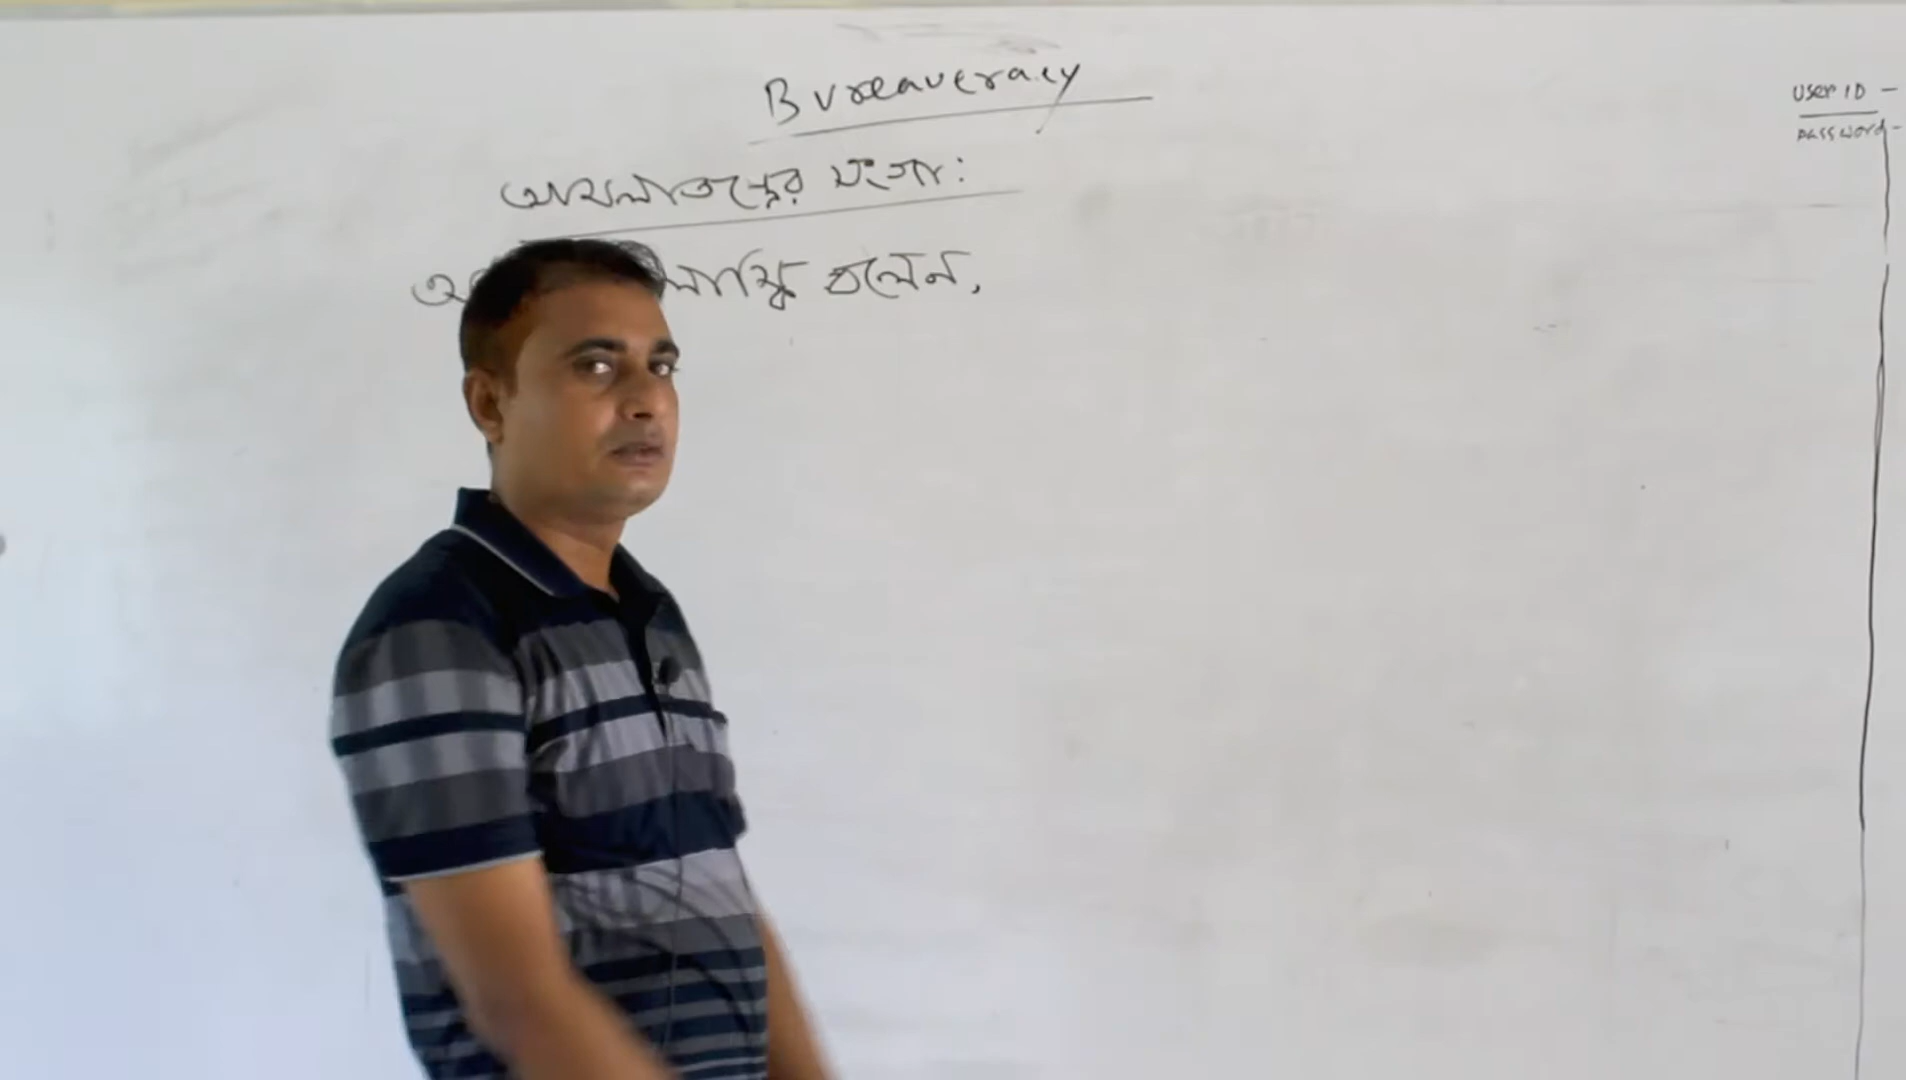 Bureaucracy
আমলাতন্ত্রের সংজ্ঞা:
বলেন,
USER ID -
PASSWORD -